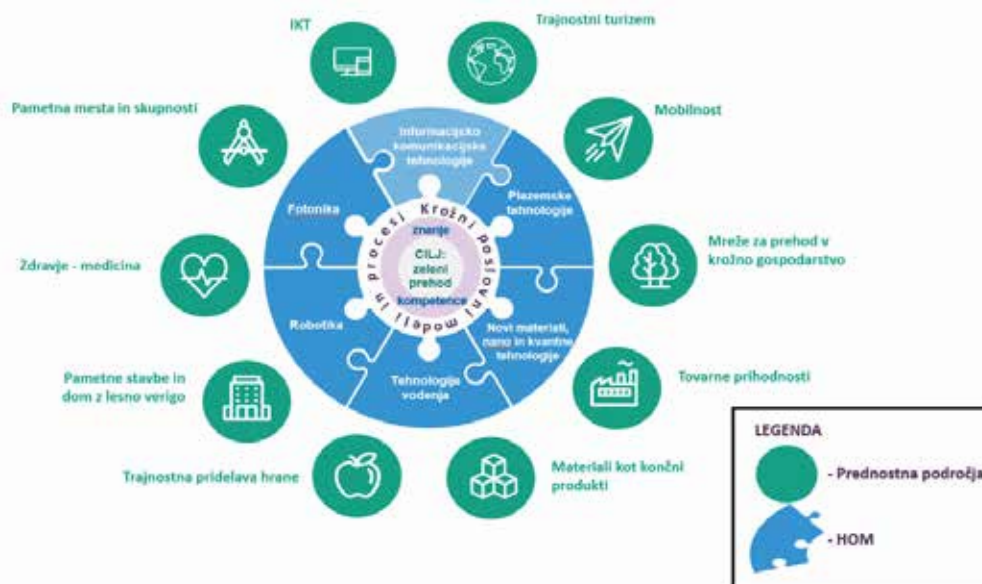 IKT
Trajnostni turizem
Pametna mesta in skupnosti
Mobilnost
Informacijsko
komunikacijske
tehnologije
Fotonika
Plazemske
tehnologije
Krožni poslovni modeli in procesi
znanje
CILJ:
zeleni
prehod
kompetence
Zdravje - medicina
Mreže za prehod v
krožno gospodarstvo
Robotika
Novi materiali,
nano in kvantne
tehnologije
Tehnologije
vodenja
Pametne stavbe in
dom z lesno verigo
Tovarne prihodnosti
Trajnostna pridelava hrane
Materiali kot končni
produkti
LEGENDA
- Prednostna področja
- HOM